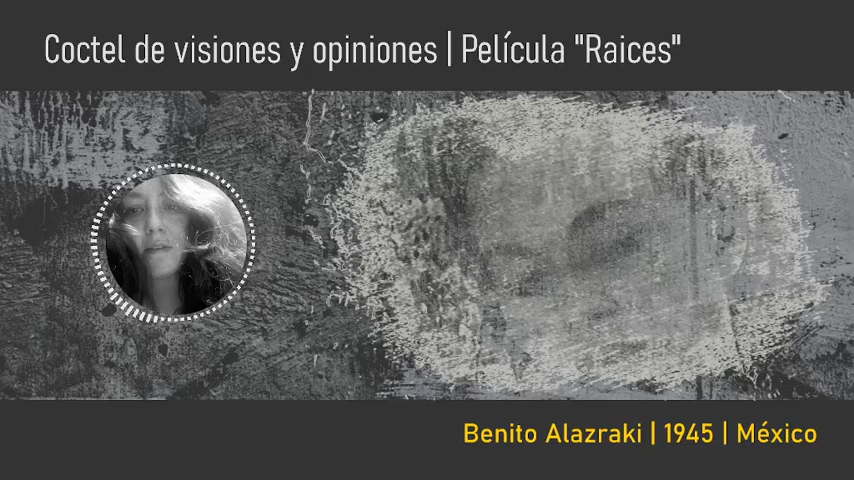 Coctel de visiones y opiniones | Película "Raices"
Benito Alazraki | 1945 | México